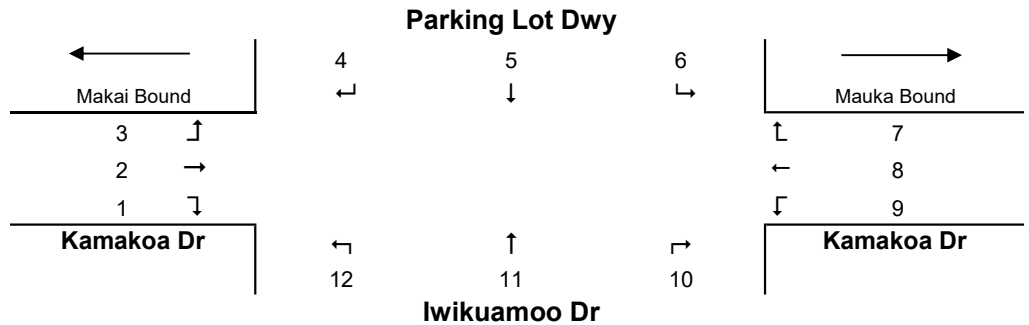 Parking Lot Dwy
4 5 6
Makai Bound Mauka Bound
3 7
2 8
1 9
Kamakoa Dr Kamakoa Dr
12 11 10
Iwikuamoo Dr